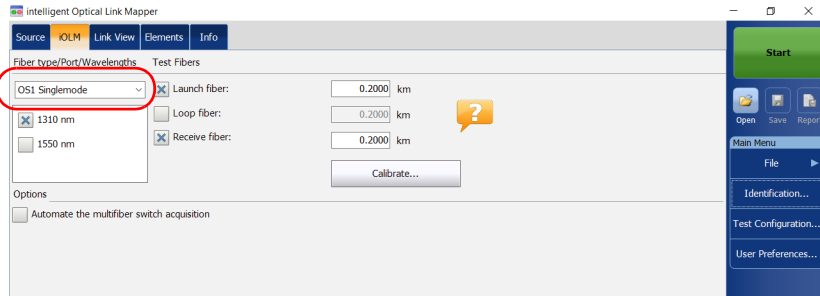 intelligent Optical Link Mapper
Source iOLM Link View Elements Info
Start
Fiber type/Port/Wavelengths Test Fibers
OS1 Singlemode
Launch fiber: 0.2000 km
Loop fiber: 0.2000 km
Receive fiber: 0.2000 km
1310 nm
1550 nm
?
Calibrate...
Options
Automate the multifiber switch acquisition
Open Save Repor
Main Menu
File
Identification...
Test Configuration...
User Preferences...